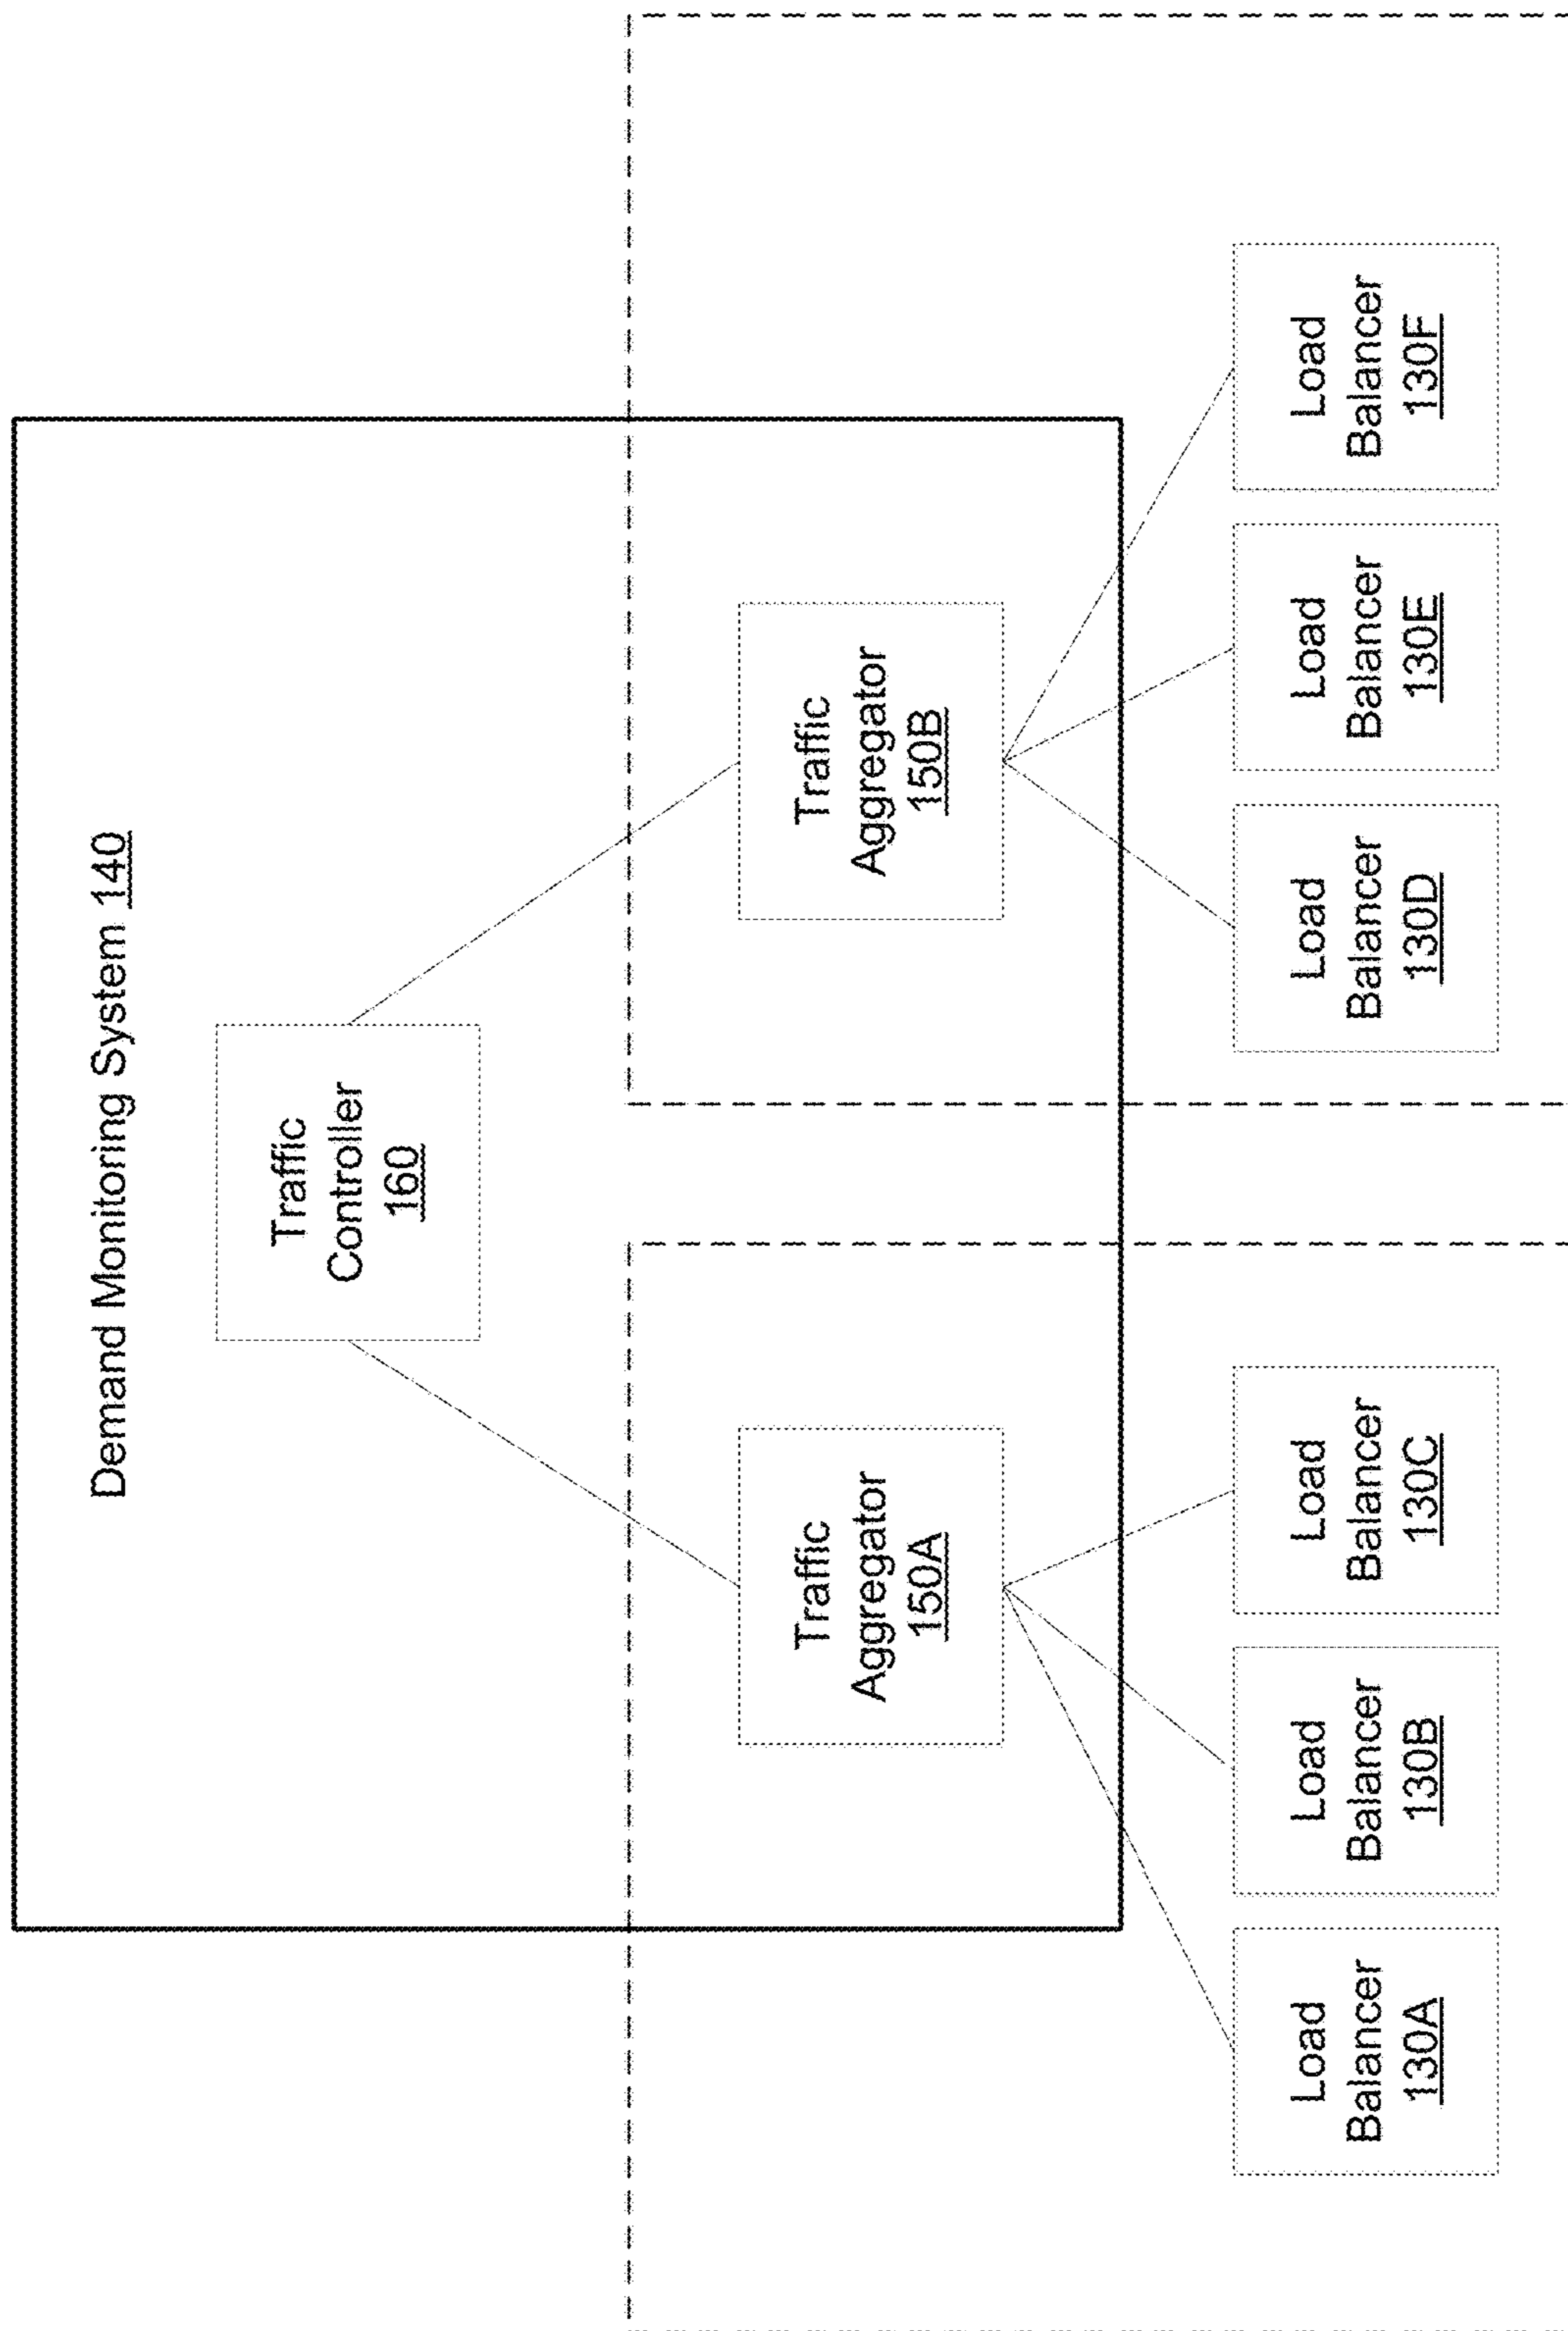 Demand Monitoring System 140
Traffic
Controller
160
Traffic
Aggregator
150A
Traffic
Aggregator
150B
Load
Balancer
130A
Load
Balancer
130B
Load
Balancer
130C
Load
Balancer
130D
Load
Balancer
130E
Load
Balancer
130F